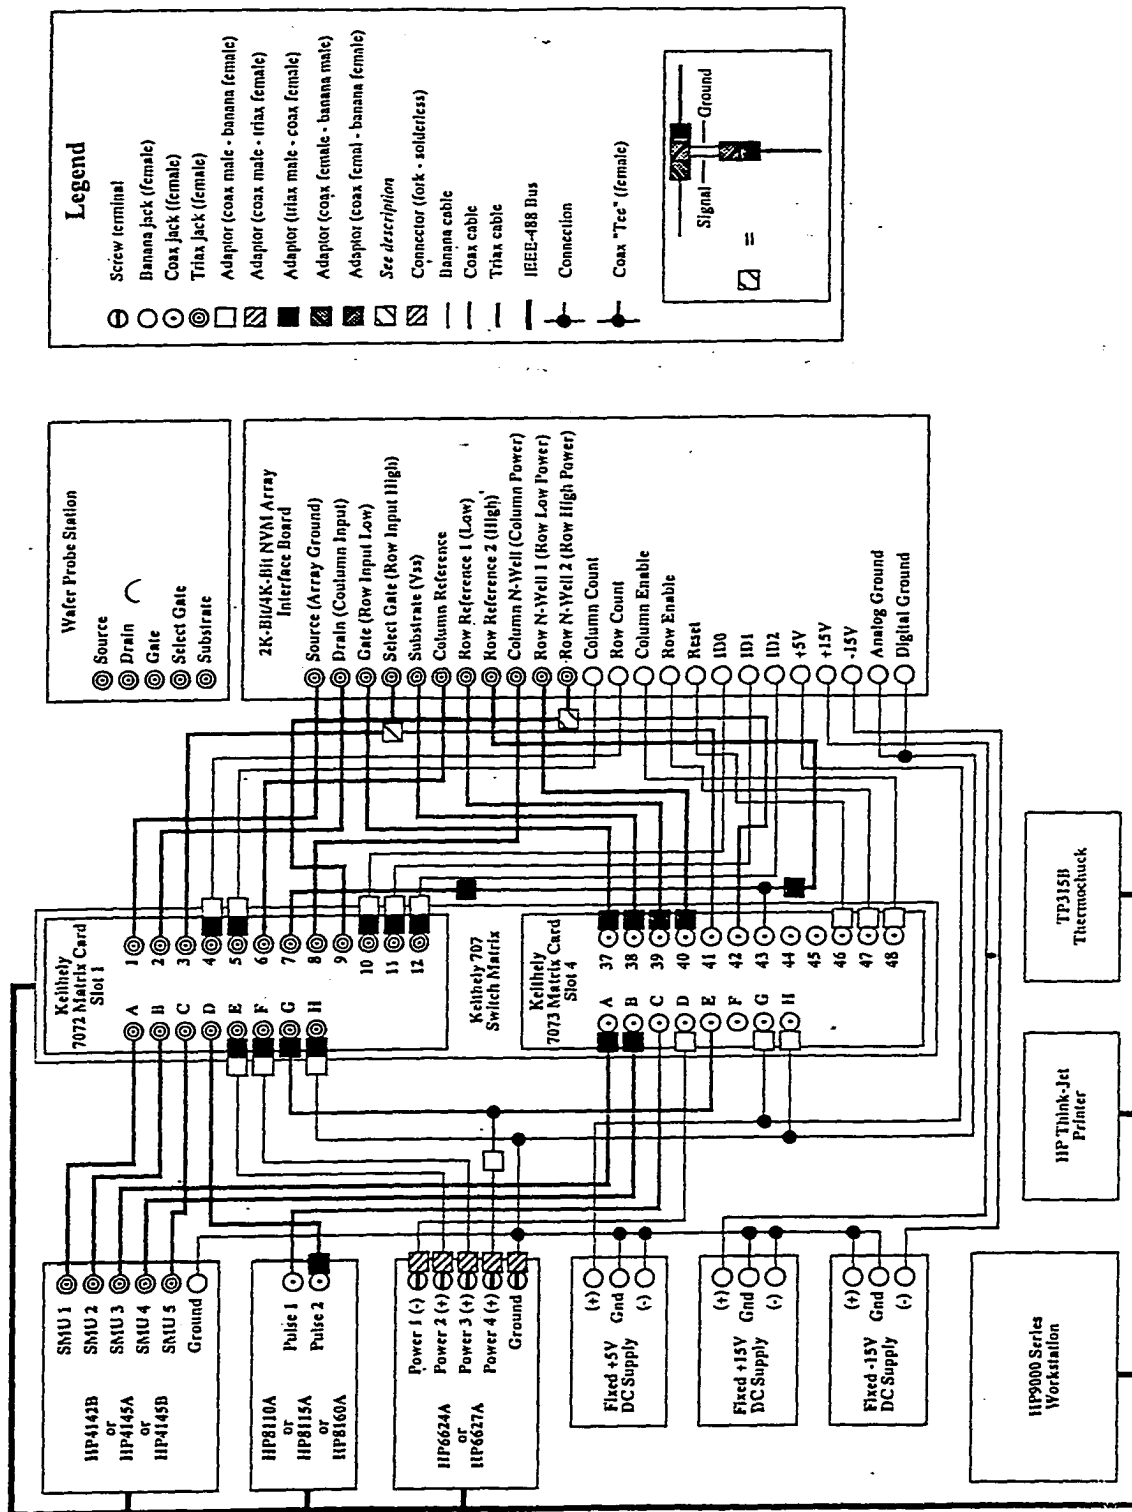 Legend
Screw terminal
Banana jack (female)
Coax jack (female)
Triax jack (female)
Adaptor (coax male - banana female)
Adaptor (coax male - triax female)
Adaptor (triax male - coax female)
Adaptor (coax female - banana male)
Adaptor (coax femal - banana female)
See description
Connector (fork - solderless)
Banana cable
Coax cable
Triax cable
IEEE-488 Bus
Connection
Coax "Tee" (female)
=
Signal
Ground
Wafer Probe Station
Source
Drain
Gate
Select Gate
Substrate
2K-Bit/4K-Bit NVM Array
Interface Board
Source (Array Ground)
Drain (Coulumn Input)
Gate (Row Input Low)
Select Gate (Row Input High)
Substrate (Vss)
Column Reference
Row Reference 1 (Low)
Row Reference 2 (High)
Column N-Well (Column Power)
Row N-Well 1 (Row Low Power)
Row N-Well 2 (Row High Power)
Column Count
Row Count
Column Enable
Row Enable
Reset
ID0
ID1
ID2
+5V
+15V
-15V
Analog Ground
Digital Ground
Keithely
7072 Matrix Card
Slot 1
A 1
B 2
C 3
D 4
E 5
F 6
G 7
H 8
9
10
11
12
Keithely 707
Switch Matrix
Keithely
7073 Matrix Card
Slot 4
A 37
B 38
C 39
D 40
E 41
F 42
G 43
H 44
45
46
47
48
HP4142B
or
HP4145A
or
HP4145B
SMU 1
SMU 2
SMU 3
SMU 4
SMU 5
Ground
HP8110A
or
HP8115A
or
HP8160A
Pulse 1
Pulse 2
HP6624A
or
HP6627A
Power 1 (-)
Power 2 (+)
Power 3 (+)
Power 4 (+)
Ground
Fixed +5V
DC Supply
(+)
Gnd
(-)
Fixed +15V
DC Supply
(+)
Gnd
(-)
Fixed -15V
DC Supply
(+)
Gnd
(-)
HP9000 Series
Workstation
HP Think-Jet
Printer
TP315B
Thermochuck